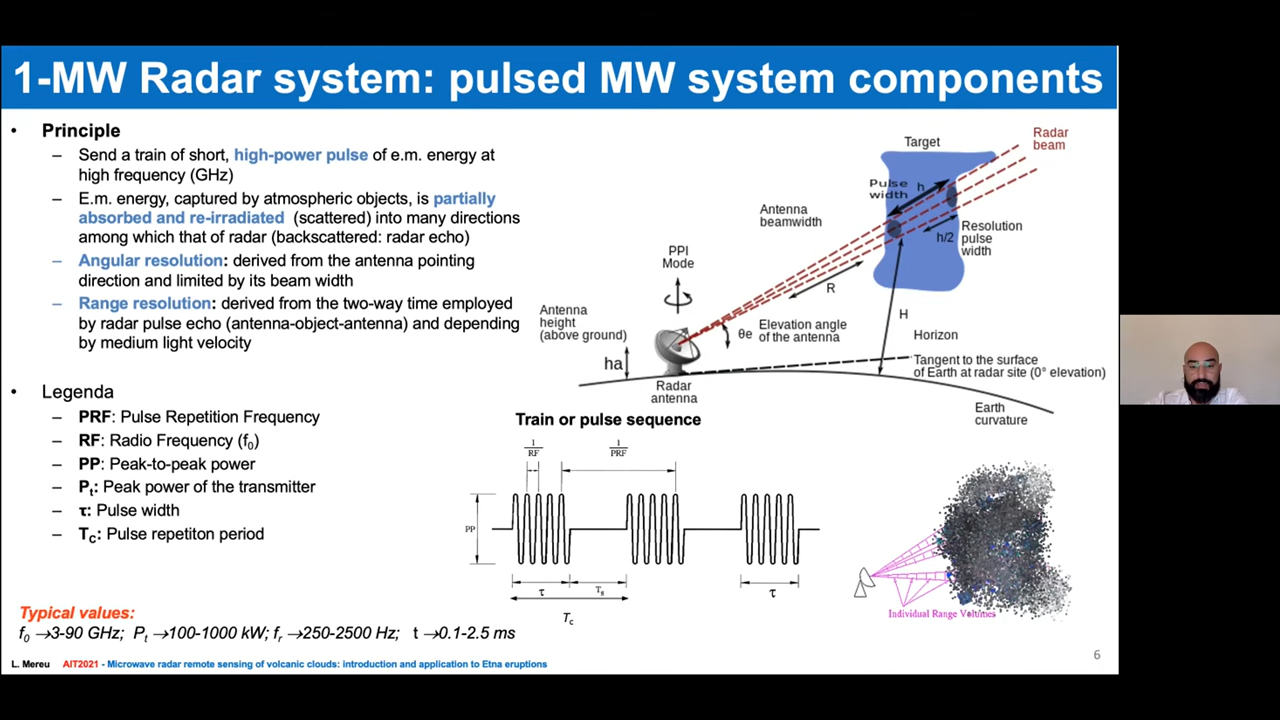 1-MW Radar system: pulsed MW system components
• Principle
– Send a train of short, high-power pulse of e.m. energy at
high frequency (GHz)
– E.m. energy, captured by atmospheric objects, is partially
absorbed and re-irradiated (scattered) into many directions
among which that of radar (backscattered: radar echo)
– Angular resolution: derived from the antenna pointing
direction and limited by its beam width
– Range resolution: derived from the two-way time employed
by radar pulse echo (antenna-object-antenna) and depending
by medium light velocity
• Legenda
– PRF: Pulse Repetition Frequency
– RF: Radio Frequency (f0)
– PP: Peak-to-peak power
– Pt: Peak power of the transmitter
– τ: Pulse width
– TC: Pulse repetiton period
Typical values:
f0 →3-90 GHz; Pt →100-1000 kW; fr →250-2500 Hz; t →0.1-2.5 ms
Target
Radar
beam
Pulse
width
h
Antenna
beamwidth
h/2
Resolution
pulse
width
PPI
Mode
R
H
Antenna
height
(above ground)
θe
Elevation angle
of the antenna
Horizon
ha
Tangent to the surface
of Earth at radar site (0° elevation)
Radar
antenna
Earth
curvature
Train or pulse sequence
1
RF
1
PRF
PP
τ
τ
Tc
Individual Range Volumes
L. Mereu AIT2021 - Microwave radar remote sensing of volcanic clouds: introduction and application to Etna eruptions
6